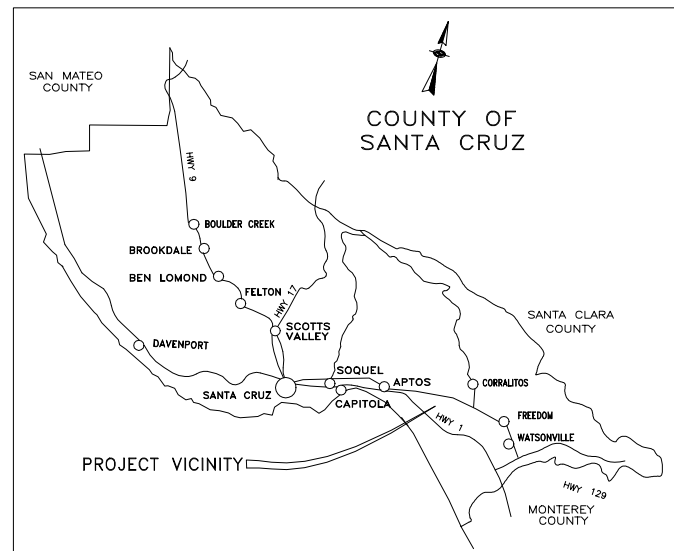 SAN MATEO
COUNTY
COUNTY OF
SANTA CRUZ
HWY 9
BOULDER CREEK
BROOKDALE
BEN LOMOND
FELTON
HWY 17
SCOTTS
VALLEY
SANTA CLARA
COUNTY
DAVENPORT
SOQUEL
SANTA CRUZ
APTOS
CORRALITOS
CAPITOLA
HWY 1
FREEDOM
WATSONVILLE
PROJECT VICINITY
HWY 129
MONTEREY
COUNTY